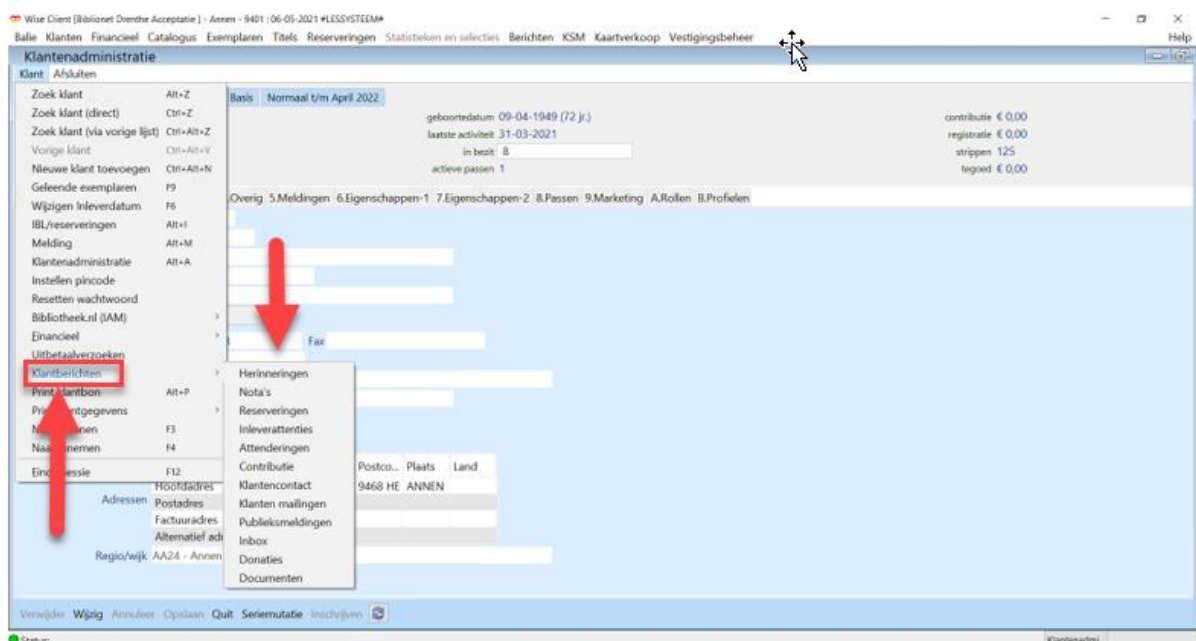 Wise Client [Biblionet Drenthe Acceptatie ] - Annen - 9401 : 06-05-2021 #LESSYSTEEM#
Balie Klanten Financieel Catalogus Exemplaren Titels Reserveringen Statistieken en selecties Berichten KSM Kaartverkoop Vestigingsbeheer Help
Klantenadministratie
Klant Afsluiten
Zoek klant Alt+Z
Basis Normaal t/m April 2022
Zoek klant (direct) Ctrl+Z
geboortedatum 09-04-1949 (72 jr.) contributie € 0,00
Zoek klant (via vorige lijst) Ctrl+Alt+Z
laatste activiteit 31-03-2021 registratie € 0,00
Vorige klant Ctrl+Alt+V
in bezit 8 strippen 125
Nieuwe klant toevoegen Ctrl+Alt+N
actieve passen 1 tegoed € 0,00
Geleende exemplaren F9
.Overig 5.Meldingen 6.Eigenschappen-1 7.Eigenschappen-2 8.Passen 9.Marketing A.Rollen B.Profielen
Wijzigen Inleverdatum F6
IBL/reserveringen Alt+I
Melding Alt+M
Klantenadministratie Alt+A
Instellen pincode
Resetten wachtwoord
Bibliotheek.nl (IAM)
Financieel
Fax
Uitbetaalverzoeken
Klantberichten
Herinneringen
Print klantbon Alt+P
Nota's
Reserveringen
F3
Inleverattenties
F4
Attenderingen
F12
Contributie
Postco... Plaats Land
Hoofdadres
Klantencontact
9468 HE ANNEN
Adressen Postadres
Klanten mailingen
Factuuradres
Publieksmeldingen
Alternatief adr
Inbox
Regio/wijk AA24 - Annen
Donaties
Documenten
Verwijder Wijzig Annuleer Opslaan Quit Seriemutatie Inschrijven
Status:
Klantenadmi